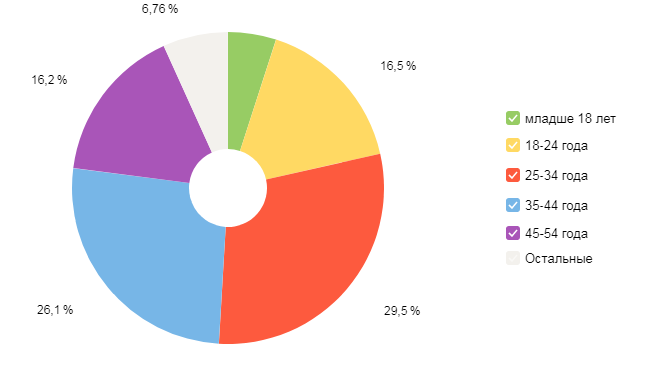 6,76 %
16,5 %
16,2 %
26,1 %
29,5 %
младше 18 лет
18-24 года
25-34 года
35-44 года
45-54 года
Остальные